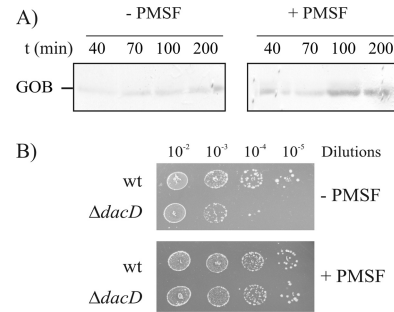 A)
- PMSF + PMSF
t (min) 40 70 100 200 40 70 100 200
GOB
B)
10⁻² 10⁻³ 10⁻⁴ 10⁻⁵ Dilutions
wt
ΔdacD
- PMSF
wt
ΔdacD
+ PMSF